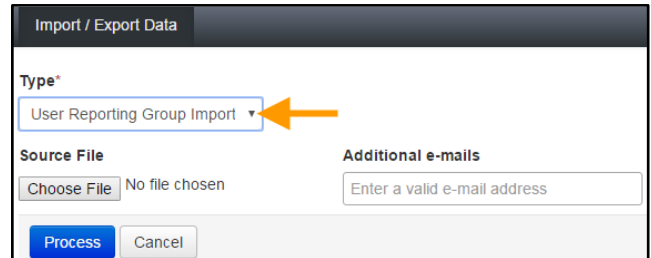 Import / Export Data
Type*
User Reporting Group Import
Source File
Additional e-mails
Choose File No file chosen
Enter a valid e-mail address
Process
Cancel